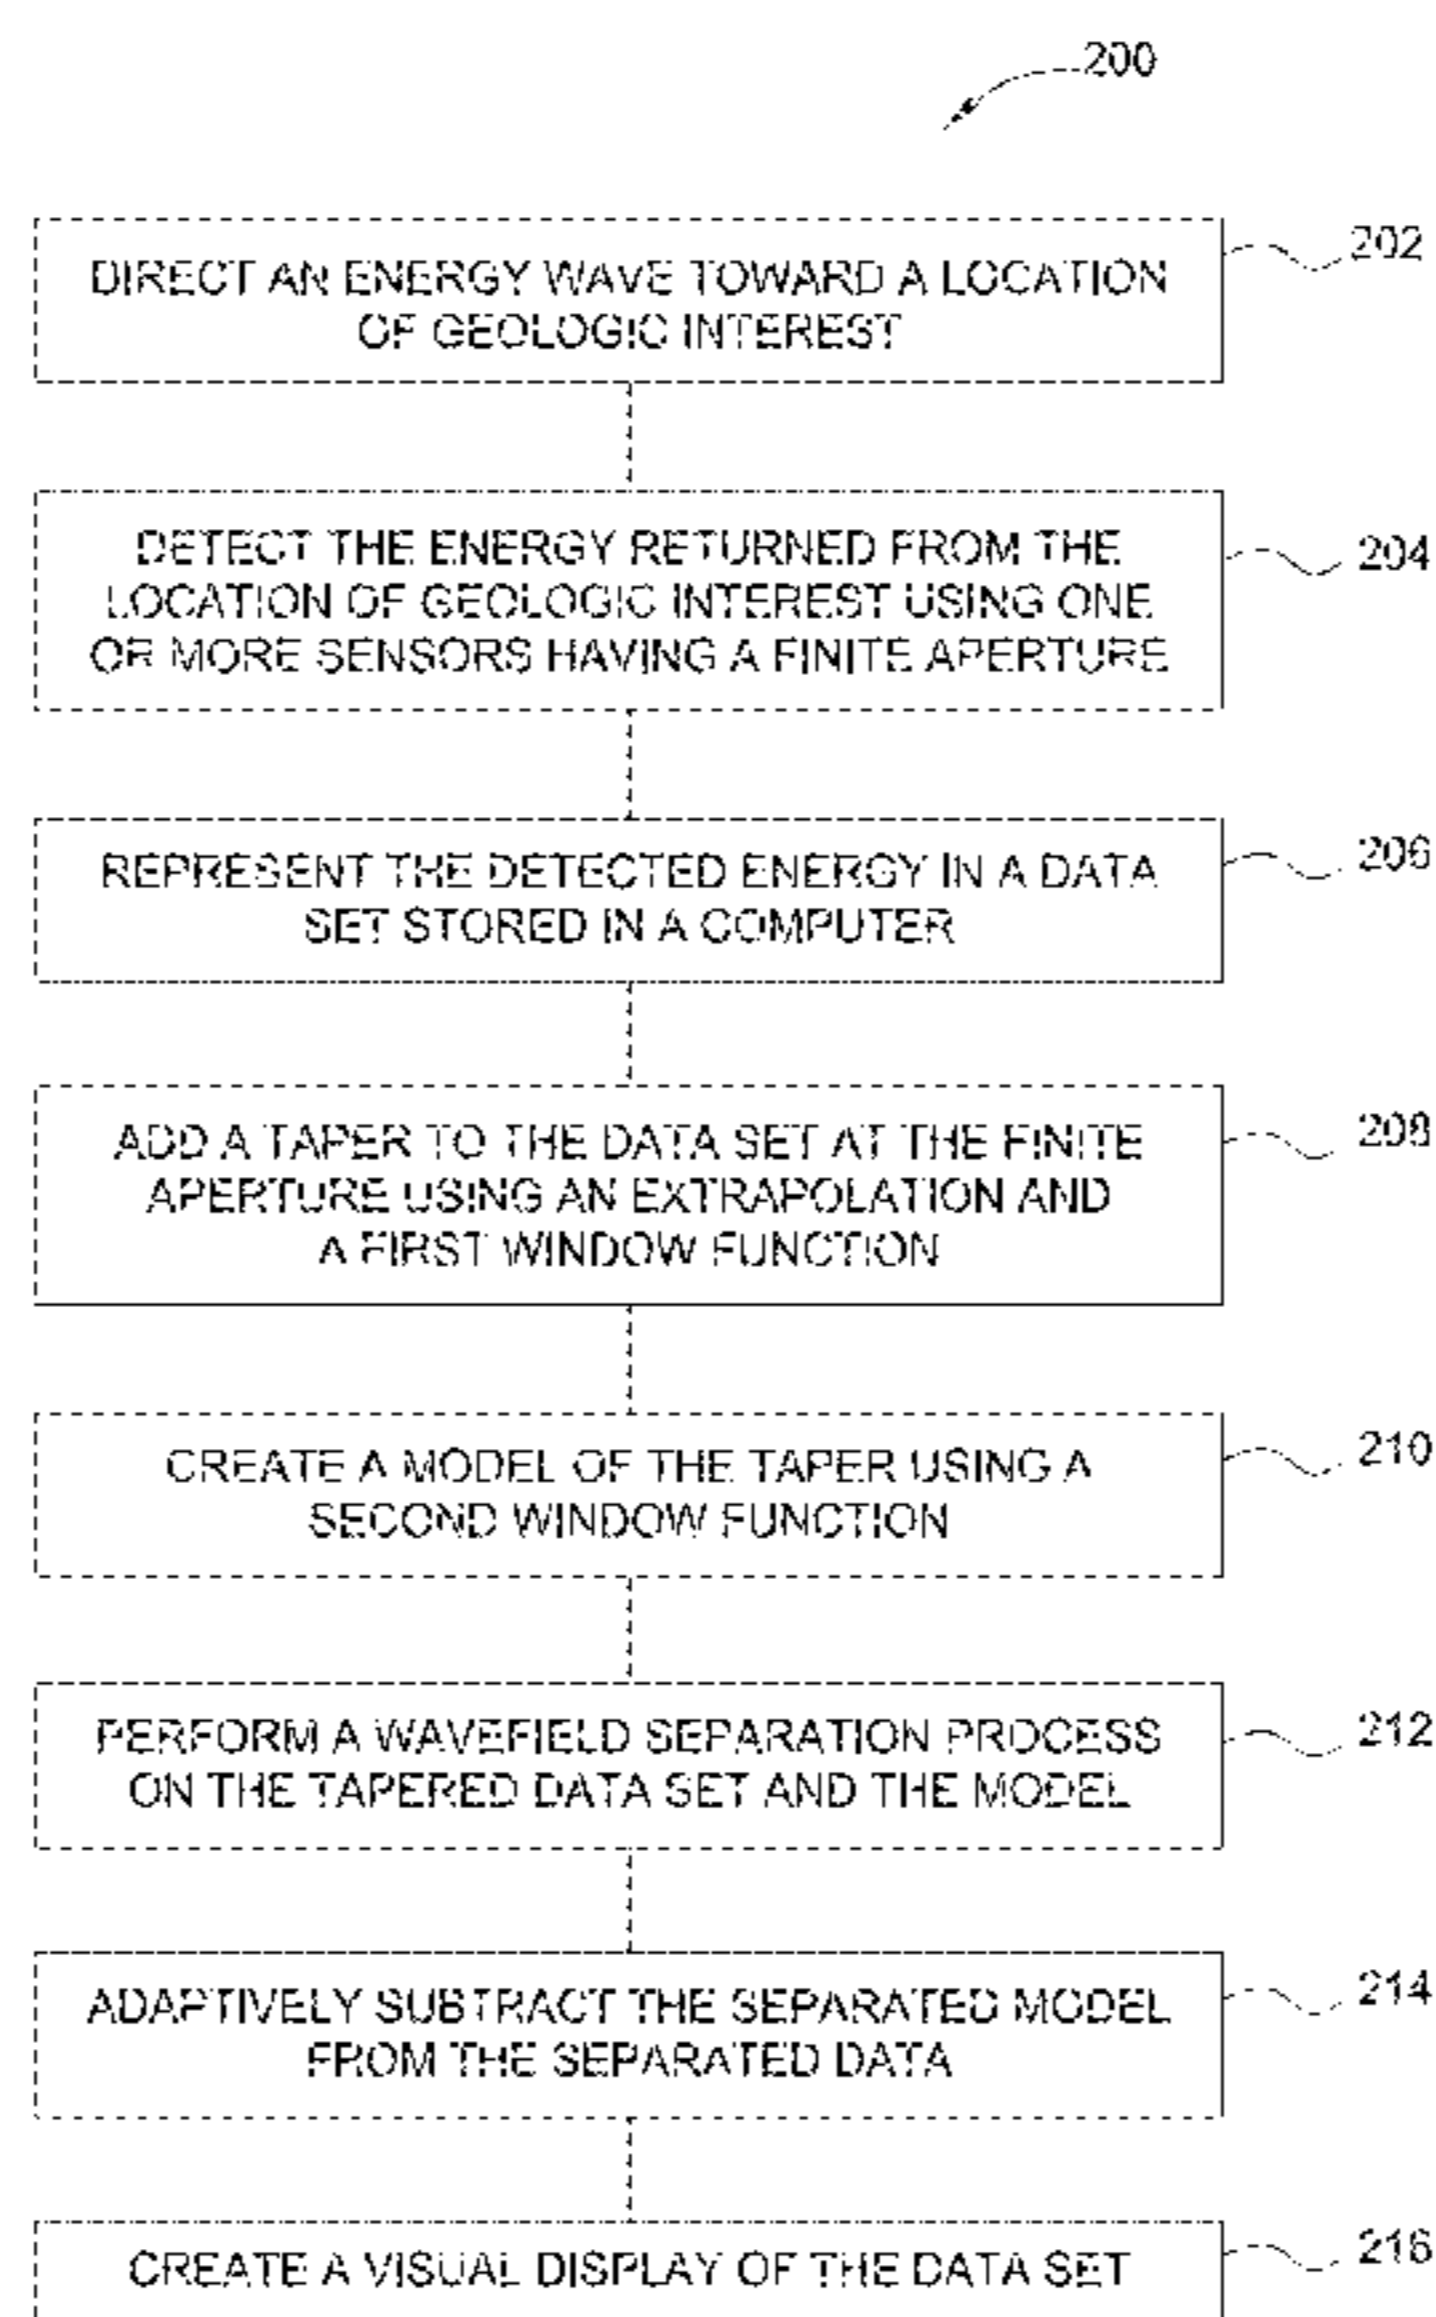 200
DIRECT AN ENERGY WAVE TOWARD A LOCATION
OF GEOLOGIC INTEREST
202
DETECT THE ENERGY RETURNED FROM THE
LOCATION OF GEOLOGIC INTEREST USING ONE
OR MORE SENSORS HAVING A FINITE APERTURE
204
REPRESENT THE DETECTED ENERGY IN A DATA
SET STORED IN A COMPUTER
206
ADD A TAPER TO THE DATA SET AT THE FINITE
APERTURE USING AN EXTRAPOLATION AND
A FIRST WINDOW FUNCTION
208
CREATE A MODEL OF THE TAPER USING A
SECOND WINDOW FUNCTION
210
PERFORM A WAVEFIELD SEPARATION PROCESS
ON THE TAPERED DATA SET AND THE MODEL
212
ADAPTIVELY SUBTRACT THE SEPARATED MODEL
FROM THE SEPARATED DATA
214
CREATE A VISUAL DISPLAY OF THE DATA SET
216